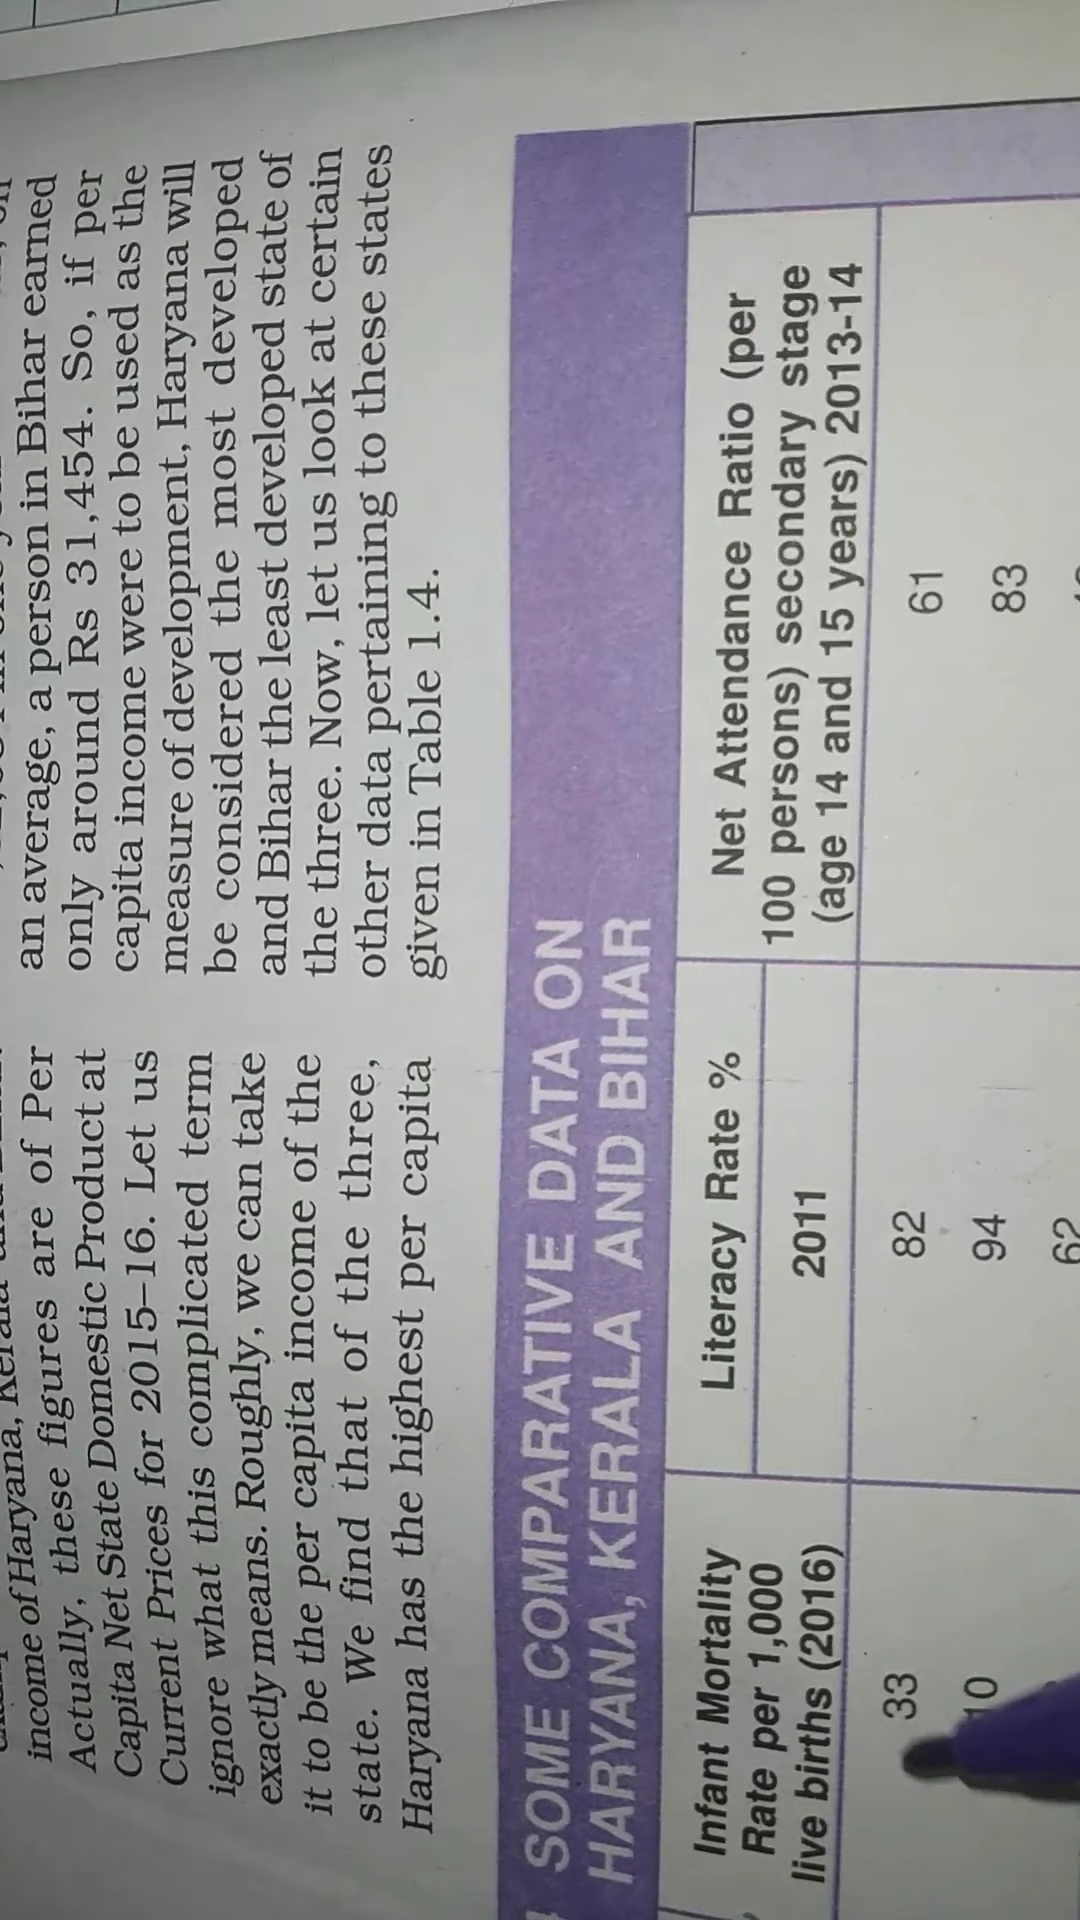 income of Haryana, Kerala
Actually, these figures are of Per
Capita Net State Domestic Product at
Current Prices for 2015–16. Let us
ignore what this complicated term
exactly means. Roughly, we can take
it to be the per capita income of the
state. We find that of the three,
Haryana has the highest per capita
an average, a person in Bihar earned
only around Rs 31,454. So, if per
capita income were to be used as the
measure of development, Haryana will
be considered the most developed
and Bihar the least developed state of
the three. Now, let us look at certain
other data pertaining to these states
given in Table 1.4.
SOME COMPARATIVE DATA ON
HARYANA, KERALA AND BIHAR
Infant Mortality
Rate per 1,000
live births (2016)
Literacy Rate %
2011
Net Attendance Ratio (per
100 persons) secondary stage
(age 14 and 15 years) 2013-14
33 82 61
10 94 83
62